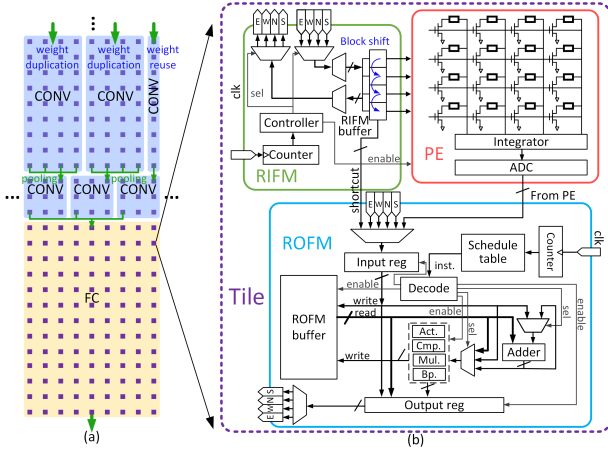 weight duplication
weight duplication
weight reuse
CONV
CONV
CONV
pooling
pooling
CONV
CONV
CONV
...
...
FC
(a)
E W N S
E W N S
Block shift
clk
sel
RIFM buffer
Controller
Counter
enable
RIFM
shortcut
Integrator
ADC
PE
From PE
Tile
ROFM
E W N S
Input reg
inst.
Schedule table
Counter
clk
Decode
enable
ROFM buffer
write
read
enable
sel
sel
enable
write
Act.
Cmp.
Mul.
Bp.
Adder
Output reg
S
N
W
E
(b)